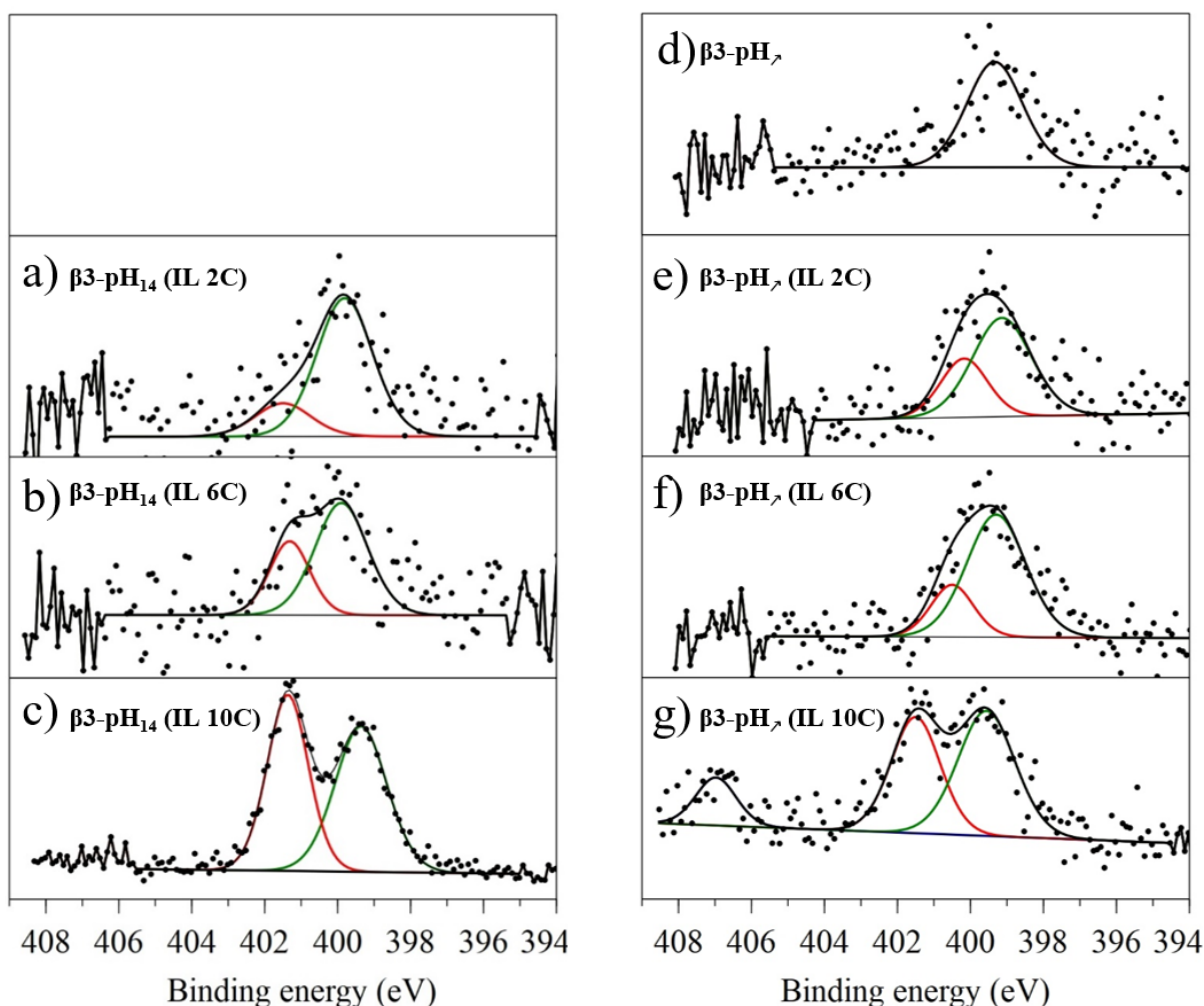 d) β3-pH↗
a) β3-pH₁₄ (IL 2C)
e) β3-pH↗ (IL 2C)
b) β3-pH₁₄ (IL 6C)
f) β3-pH↗ (IL 6C)
c) β3-pH₁₄ (IL 10C)
g) β3-pH↗ (IL 10C)
408 406 404 402 400 398 396 394
408 406 404 402 400 398 396 394
Binding energy (eV)
Binding energy (eV)